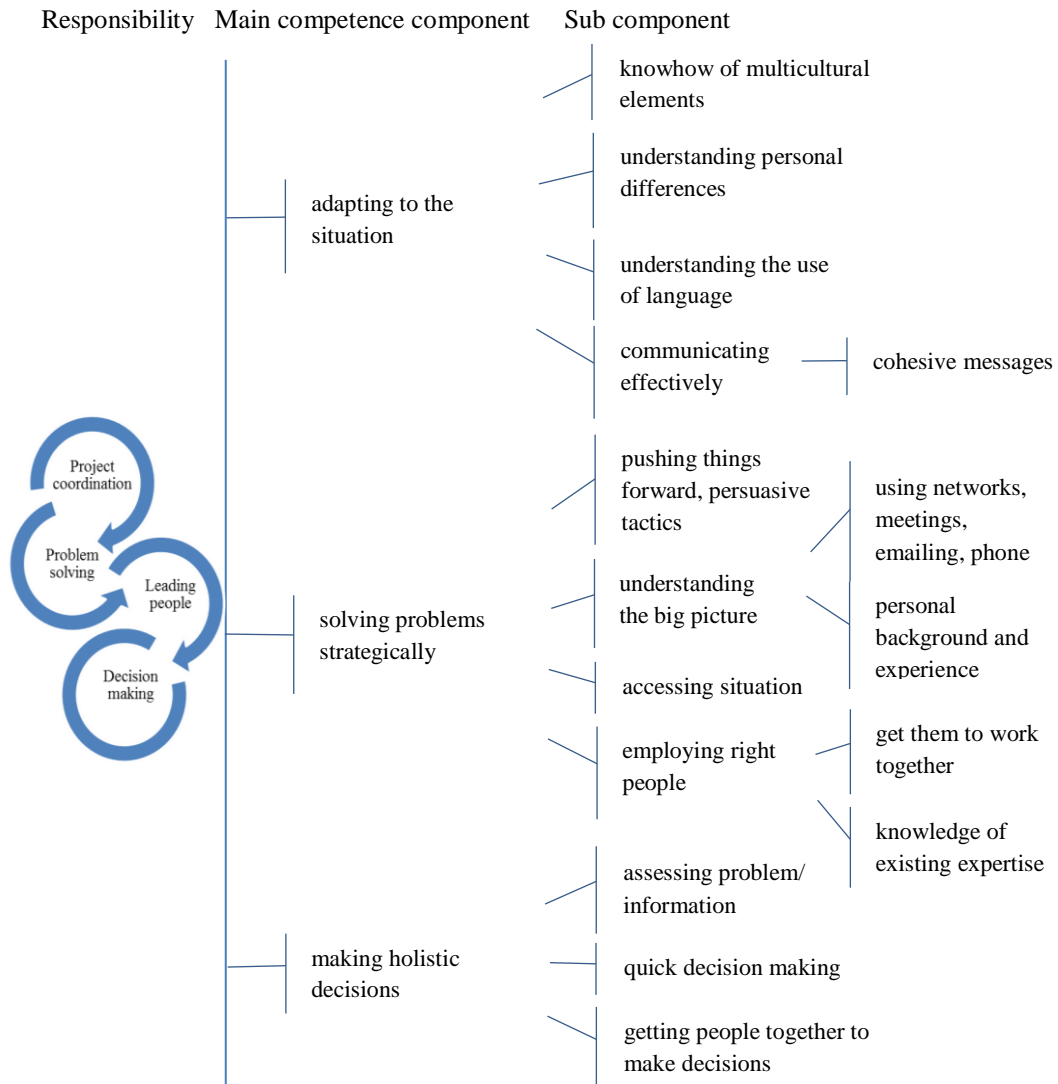 Responsibility Main competence component Sub component
knowhow of multicultural
elements
understanding personal
differences
adapting to the
situation
understanding the use
of language
communicating
effectively
cohesive messages
Project
coordination
Problem
solving
Leading
people
Decision
making
pushing things
forward, persuasive
tactics
using networks,
meetings,
emailing, phone
understanding
the big picture
personal
background and
experience
solving problems
strategically
accessing situation
employing right
people
get them to work
together
knowledge of
existing expertise
assessing problem/
information
making holistic
decisions
quick decision making
getting people together to
make decisions